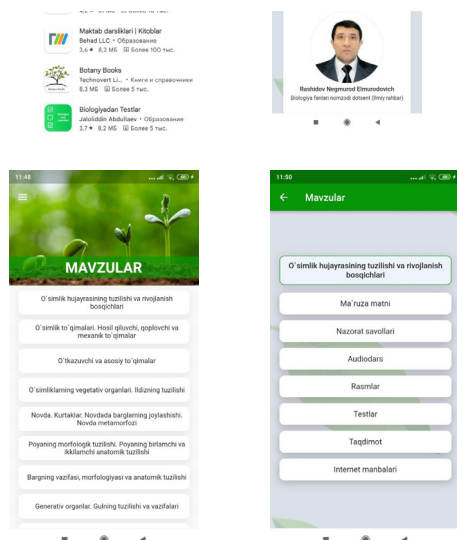 Maktab darsliklari | Kitoblar
Behad LLC • Образование
3,6 ★ 8,2 МБ Более 100 тыс.
Botany Books
Technovert Li... • Книги и справочники
8.3 МБ Более 5 тыс.
Biologiyadan Testlar
Jaloliddin Abdullaev • Образование
3.7 ★ 8,2 МБ Более 5 тыс.
Rashidov Negmurod Elmurodovich
Biologiya fanlari nomzodi dotsent (Ilmiy rahbar)
11:48
MAVZULAR
O`simlik hujayrasining tuzilishi va rivojlanish
bosqichlari
O`simlik to`qimalari. Hosil qiluvchi, qoplovchi va
mexanik to`qimalar
O`tkazuvchi va asosiy to`qimalar
O`simliklarning vegetativ organlari. Ildizning tuzilishi
Novda. Kurtaklar. Novdada barglarning joylashishi.
Novda metamorfozi
Poyaning morfologik tuzilishi. Poyaning birlamchi va
ikkilamchi anatomik tuzilishi
Bargning vazifasi, morfologiyasi va anatomik tuzilishi
Generativ organlar. Gulning tuzilishi va vazifalari
11:50
Mavzular
O`simlik hujayrasining tuzilishi va rivojlanish
bosqichlari
Ma`ruza matni
Nazorat savollari
Audiodars
Rasmlar
Testlar
Taqdimot
Internet manbalari